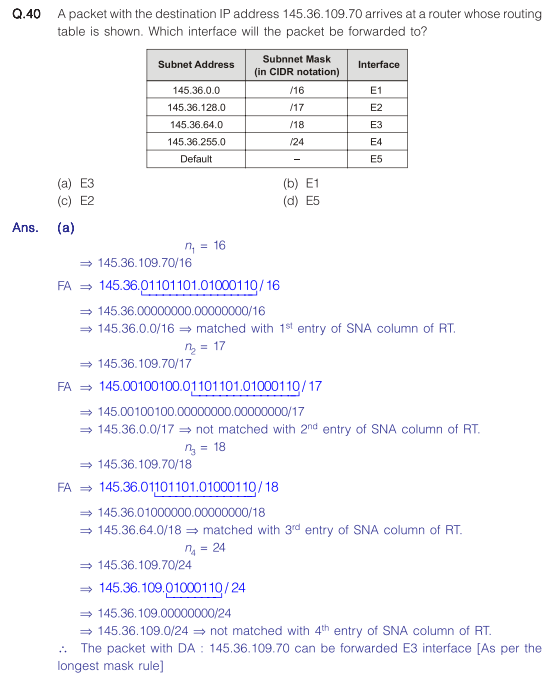 Q.40 A packet with the destination IP address 145.36.109.70 arrives at a router whose routing
table is shown. Which interface will the packet be forwarded to?
Subnet Address Subnnet Mask (in CIDR notation) Interface
145.36.0.0 /16 E1
145.36.128.0 /17 E2
145.36.64.0 /18 E3
145.36.255.0 /24 E4
Default – E5
(a) E3 (b) E1
(c) E2 (d) E5
Ans. (a)
n₁ = 16
⇒ 145.36.109.70/16
FA ⇒ 145.36.01101101.01000110/ 16
⇒ 145.36.00000000.00000000/16
⇒ 145.36.0.0/16 ⇒ matched with 1st entry of SNA column of RT.
n₂ = 17
⇒ 145.36.109.70/17
FA ⇒ 145.00100100.01101101.01000110/ 17
⇒ 145.00100100.00000000.00000000/17
⇒ 145.36.0.0/17 ⇒ not matched with 2nd entry of SNA column of RT.
n₃ = 18
⇒ 145.36.109.70/18
FA ⇒ 145.36.01101101.01000110/ 18
⇒ 145.36.01000000.00000000/18
⇒ 145.36.64.0/18 ⇒ matched with 3rd entry of SNA column of RT.
n₄ = 24
⇒ 145.36.109.70/24
⇒ 145.36.109.01000110/ 24
⇒ 145.36.109.00000000/24
⇒ 145.36.109.0/24 ⇒ not matched with 4th entry of SNA column of RT.
∴ The packet with DA : 145.36.109.70 can be forwarded E3 interface [As per the
longest mask rule]